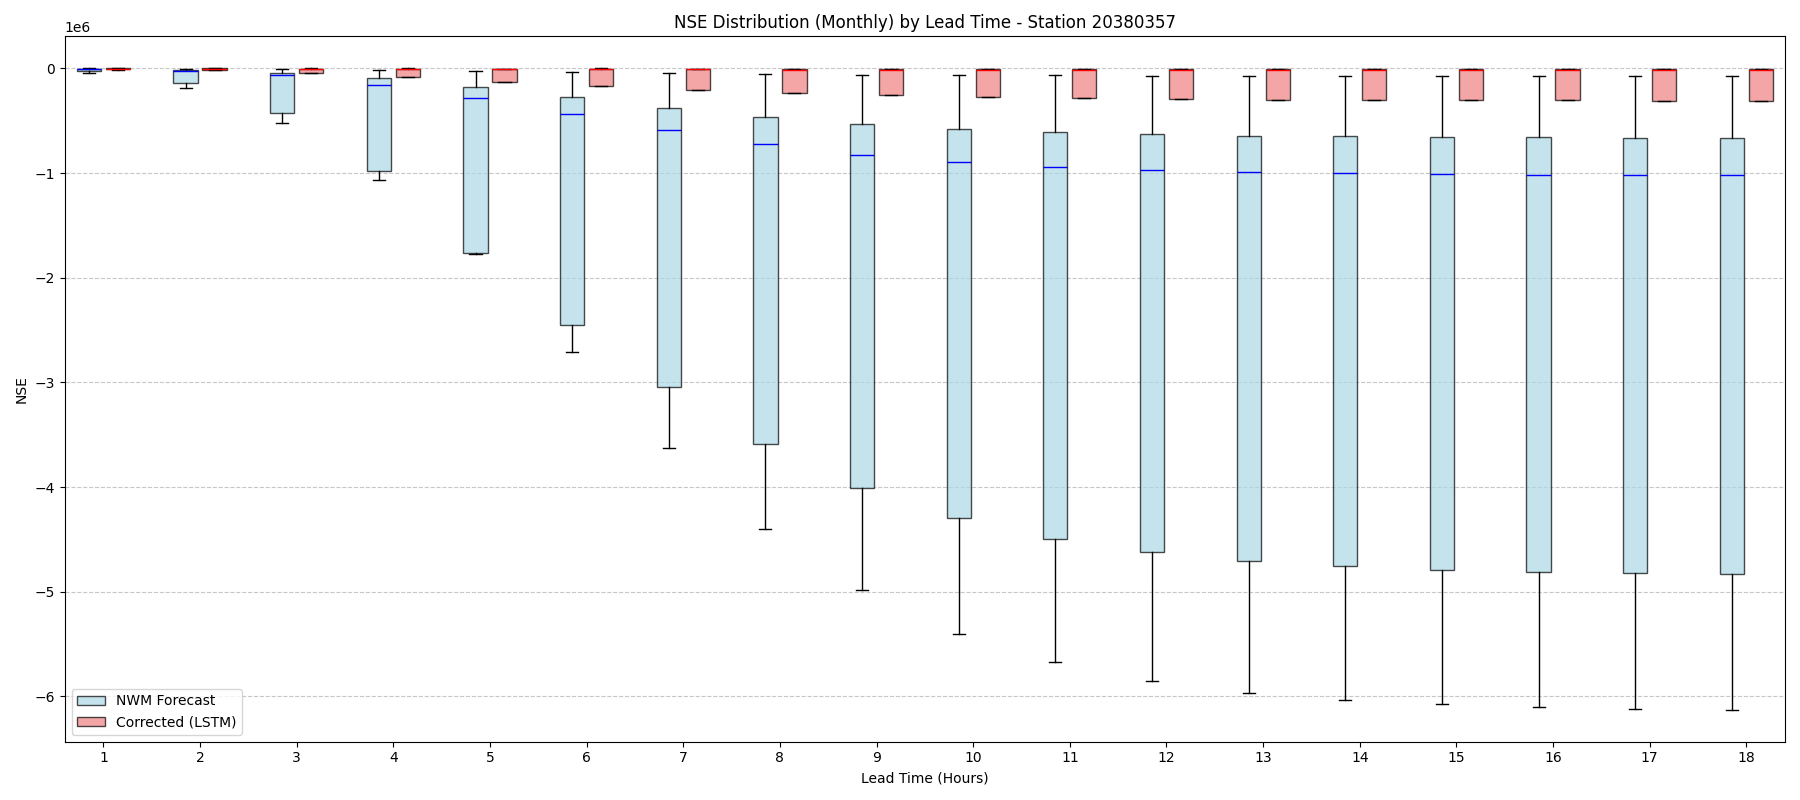 NSE Distribution (Monthly) by Lead Time - Station 20380357
1e6
0
−1
−2
−3
−4
−5
−6
NSE
NWM Forecast
Corrected (LSTM)
1 2 3 4 5 6 7 8 9 10 11 12 13 14 15 16 17 18
Lead Time (Hours)